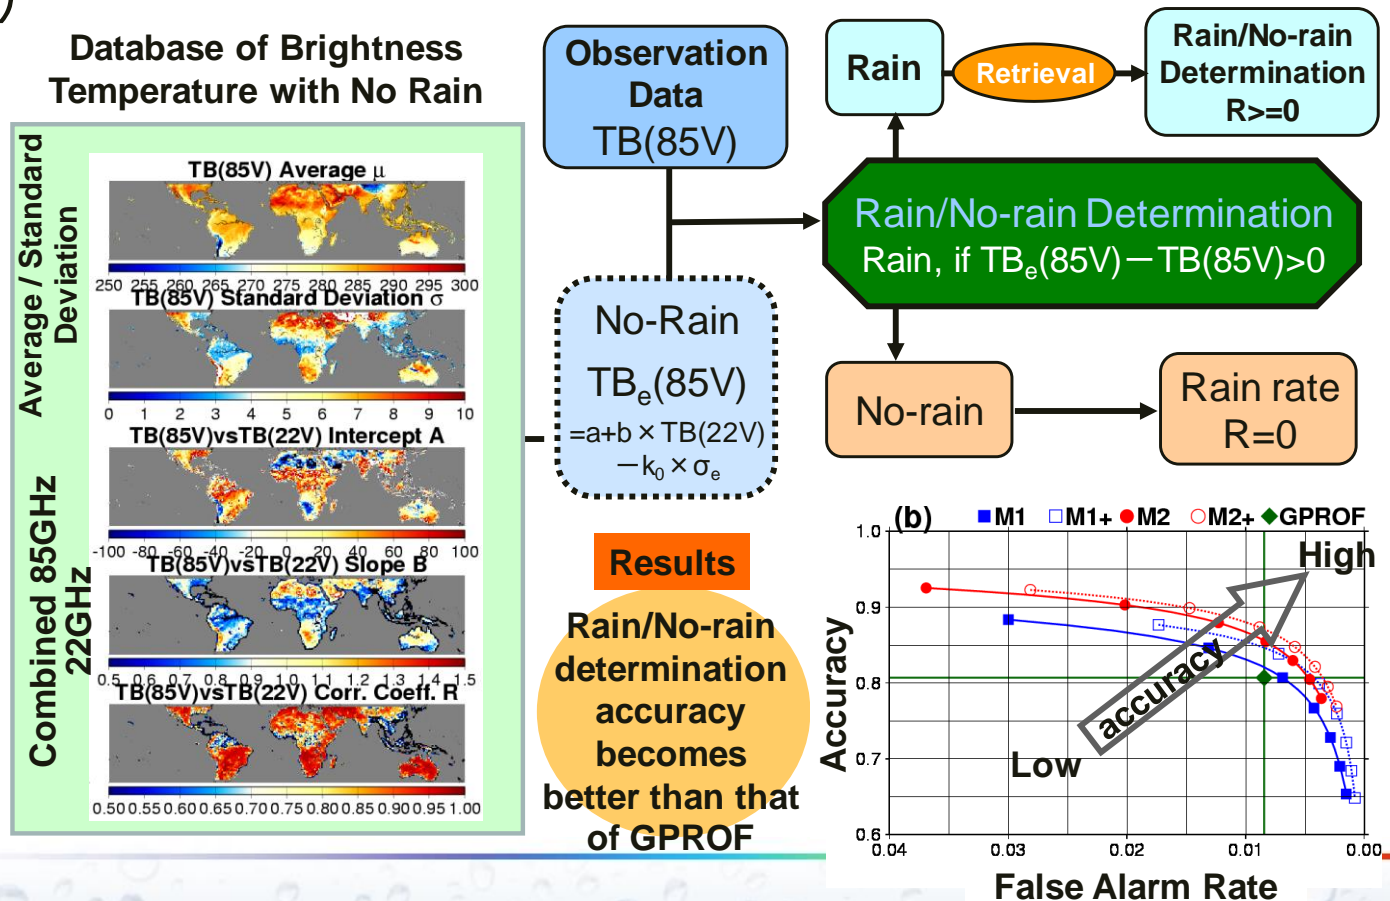 )
Database of Brightness
Temperature with No Rain
Average / Standard
Deviation
Combined 85GHz
22GHz
TB(85V) Average μ
250 255 260 265 270 275 280 285 290 295 300
TB(85V) Standard Deviation σ
0 1 2 3 4 5 6 7 8 9 10
TB(85V)vsTB(22V) Intercept A
-100 -80 -60 -40 -20 0 20 40 60 80 100
TB(85V)vsTB(22V) Slope B
0.5 0.6 0.7 0.8 0.9 1.0 1.1 1.2 1.3 1.4 1.5
TB(85V)vsTB(22V) Corr. Coeff. R
0.50 0.55 0.60 0.65 0.70 0.75 0.80 0.85 0.90 0.95 1.00
Observation
Data
TB(85V)
No-Rain
TBe(85V)
=a+b×TB(22V)
−k0×σe
Rain
Retrieval
Rain/No-rain
Determination
R>=0
Rain/No-rain Determination
Rain, if TBe(85V)−TB(85V)>0
No-rain
Rain rate
R=0
Results
Rain/No-rain
determination
accuracy
becomes
better than that
of GPROF
(b) M1 M1+ M2 M2+ GPROF
High
accuracy
Low
Accuracy
1.0
0.9
0.8
0.7
0.6
0.04 0.03 0.02 0.01 0.00
False Alarm Rate